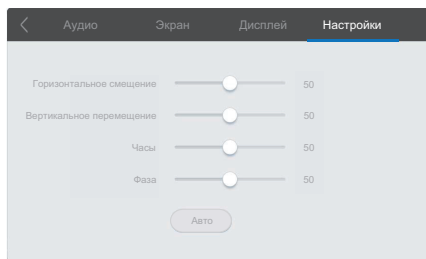 Аудио Экран Дисплей Настройки
Горизонтальное смещение 50
Вертикальное перемещение 50
Часы 50
Фаза 50
Авто